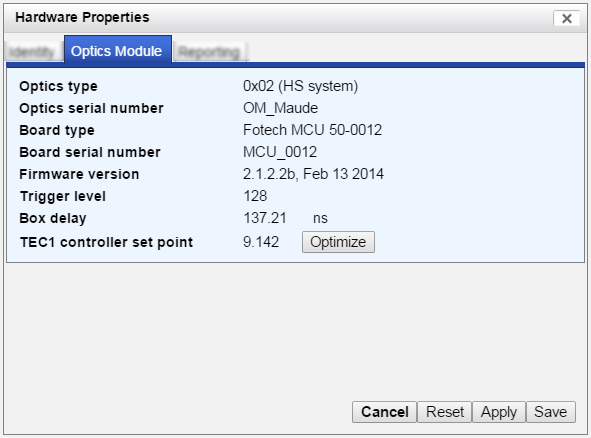 Hardware Properties
Identity Optics Module Reporting
Optics type 0x02 (HS system)
Optics serial number OM_Maude
Board type Fotech MCU 50-0012
Board serial number MCU_0012
Firmware version 2.1.2.2b, Feb 13 2014
Trigger level 128
Box delay 137.21 ns
TEC1 controller set point 9.142 Optimize
Cancel Reset Apply Save